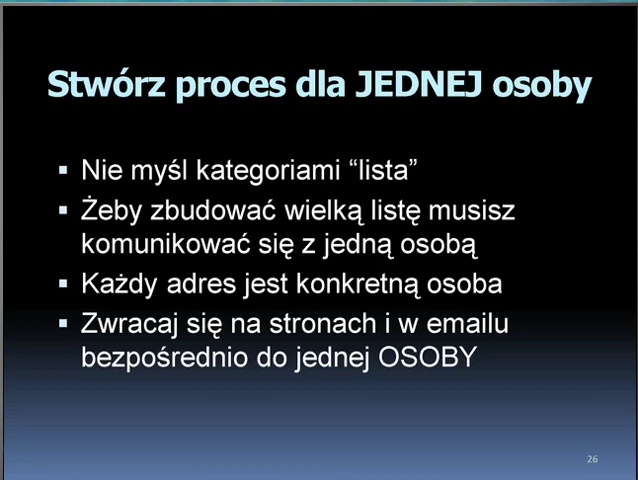 Stwórz proces dla JEDNEJ osoby
▪ Nie myśl kategoriami “lista”
▪ Żeby zbudować wielką listę musisz
komunikować się z jedną osobą
▪ Każdy adres jest konkretną osoba
▪ Zwracaj się na stronach i w emailu
bezpośrednio do jednej OSOBY
26